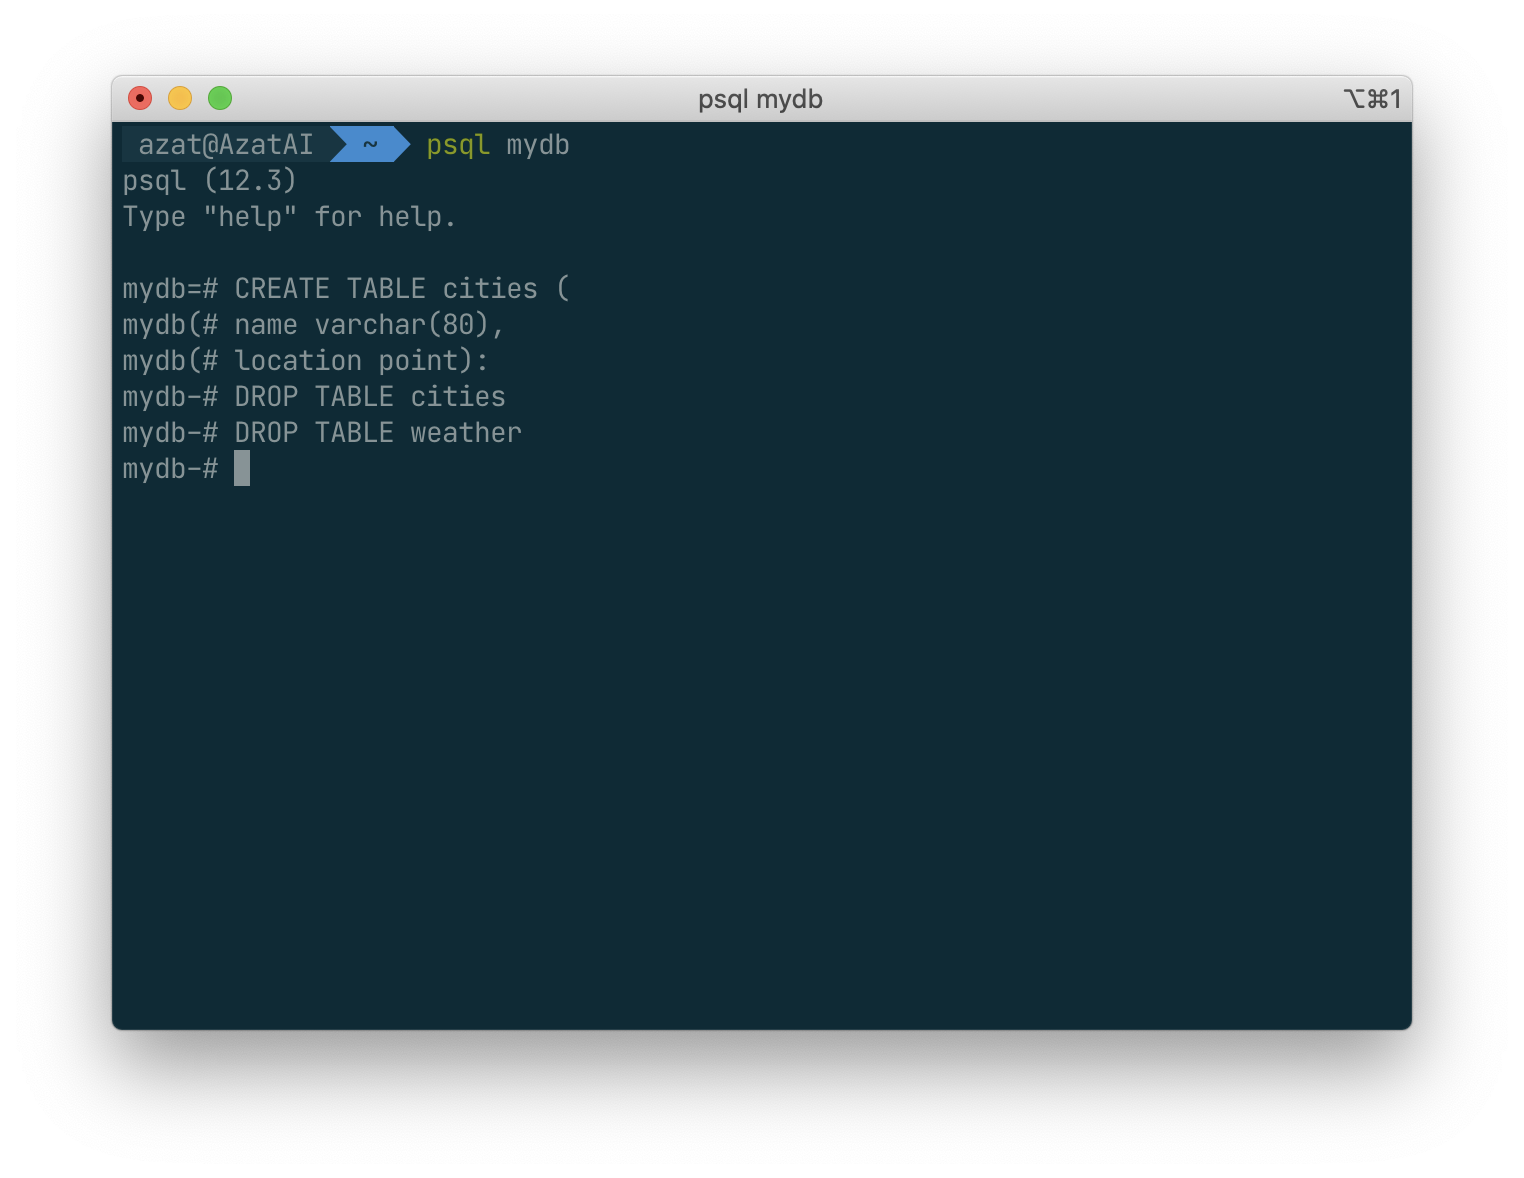 psql mydb
⌥⌘1
azat@AzatAI ~ psql mydb
psql (12.3)
Type "help" for help.
mydb=# CREATE TABLE cities (
mydb(# name varchar(80),
mydb(# location point):
mydb-# DROP TABLE cities
mydb-# DROP TABLE weather
mydb-#